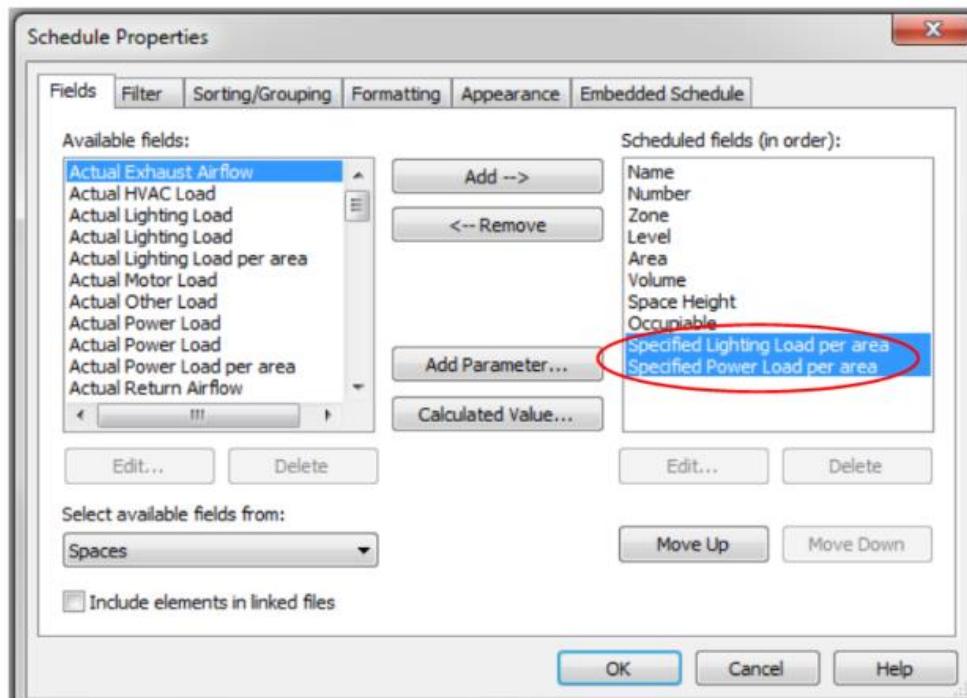 Schedule Properties
Fields
Filter
Sorting/Grouping
Formatting
Appearance
Embedded Schedule
Available fields:
Actual Exhaust Airflow
Actual HVAC Load
Actual Lighting Load
Actual Lighting Load
Actual Lighting Load per area
Actual Motor Load
Actual Other Load
Actual Power Load
Actual Power Load
Actual Power Load per area
Actual Return Airflow
Add -->
<-- Remove
Add Parameter...
Calculated Value...
Scheduled fields (in order):
Name
Number
Zone
Level
Area
Volume
Space Height
Occupiable
Specified Lighting Load per area
Specified Power Load per area
Edit...
Delete
Edit...
Delete
Select available fields from:
Spaces
Move Up
Move Down
Include elements in linked files
OK
Cancel
Help